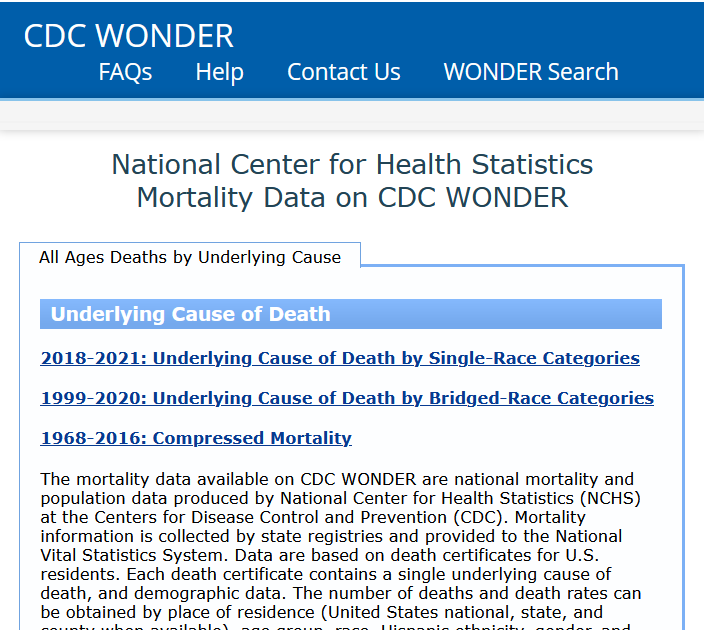 CDC WONDER
FAQs Help Contact Us WONDER Search
National Center for Health Statistics
Mortality Data on CDC WONDER
All Ages Deaths by Underlying Cause
Underlying Cause of Death
2018-2021: Underlying Cause of Death by Single-Race Categories
1999-2020: Underlying Cause of Death by Bridged-Race Categories
1968-2016: Compressed Mortality
The mortality data available on CDC WONDER are national mortality and
population data produced by National Center for Health Statistics (NCHS)
at the Centers for Disease Control and Prevention (CDC). Mortality
information is collected by state registries and provided to the National
Vital Statistics System. Data are based on death certificates for U.S.
residents. Each death certificate contains a single underlying cause of
death, and demographic data. The number of deaths and death rates can
be obtained by place of residence (United States national, state, and
county when available), age group, race, Hispanic ethnicity, gender, and